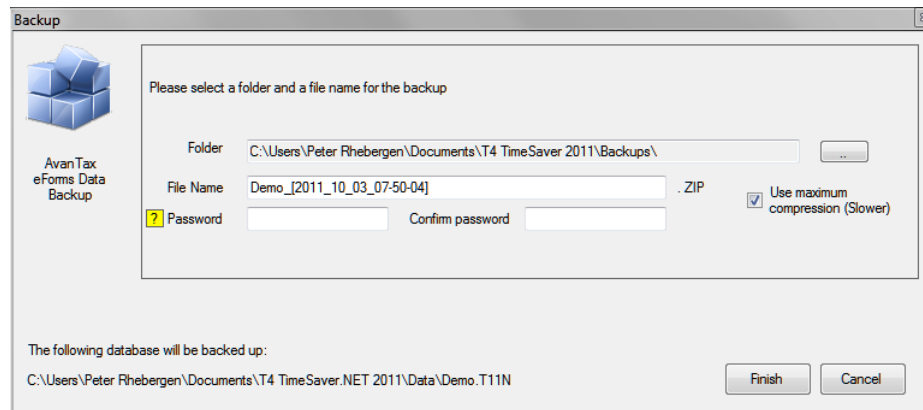 Backup
Please select a folder and a file name for the backup
AvanTax
eForms Data
Backup
Folder C:\Users\Peter Rhebergen\Documents\T4 TimeSaver 2011\Backups\ ..
File Name Demo_[2011_10_03_07-50-04] . ZIP
Use maximum
compression (Slower)
? Password Confirm password
The following database will be backed up:
C:\Users\Peter Rhebergen\Documents\T4 TimeSaver.NET 2011\Data\Demo.T11N
Finish Cancel